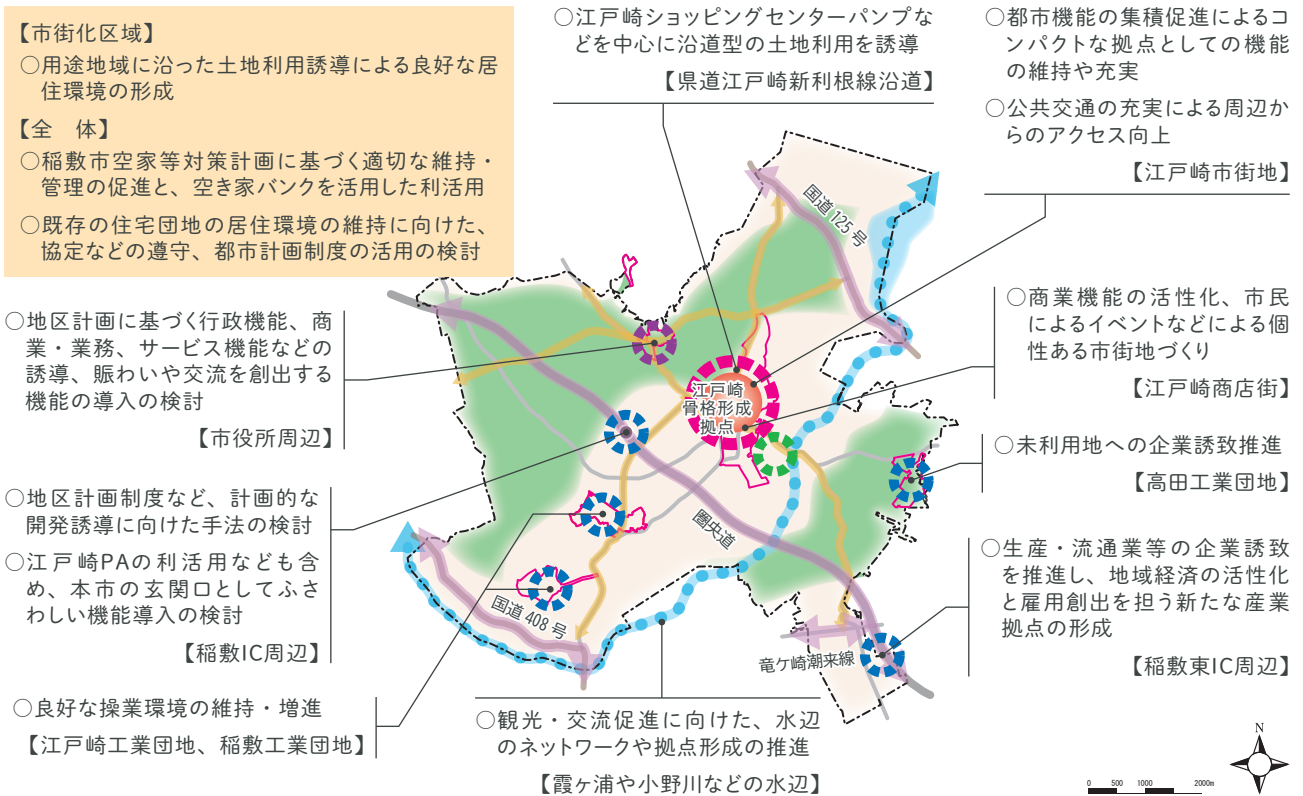 【市街化区域】
○用途地域に沿った土地利用誘導による良好な居
住環境の形成
【全　体】
○稲敷市空家等対策計画に基づく適切な維持・
管理の促進と、空き家バンクを活用した利活用
○既存の住宅団地の居住環境の維持に向けた、
協定などの遵守、都市計画制度の活用の検討
○江戸崎ショッピングセンターパンプな
どを中心に沿道型の土地利用を誘導
【県道江戸崎新利根線沿道】
○都市機能の集積促進によるコ
ンパクトな拠点としての機能
の維持や充実
○公共交通の充実による周辺か
らのアクセス向上
【江戸崎市街地】
○地区計画に基づく行政機能、商
業・業務、サービス機能などの
誘導、賑わいや交流を創出する
機能の導入の検討
【市役所周辺】
○商業機能の活性化、市民
によるイベントなどによる個
性ある市街地づくり
【江戸崎商店街】
○未利用地への企業誘致推進
【高田工業団地】
○地区計画制度など、計画的な
開発誘導に向けた手法の検討
○江戸崎PAの利活用なども含
め、本市の玄関口としてふさ
わしい機能導入の検討
【稲敷IC周辺】
○生産・流通業等の企業誘致
を推進し、地域経済の活性化
と雇用創出を担う新たな産業
拠点の形成
【稲敷東IC周辺】
○良好な操業環境の維持・増進
【江戸崎工業団地、稲敷工業団地】
○観光・交流促進に向けた、水辺
のネットワークや拠点形成の推進
【霞ヶ浦や小野川などの水辺】
国道125号
江戸崎
骨格形成
拠点
圏央道
国道408号
竜ケ崎潮来線
N
0 500 1000 2000m